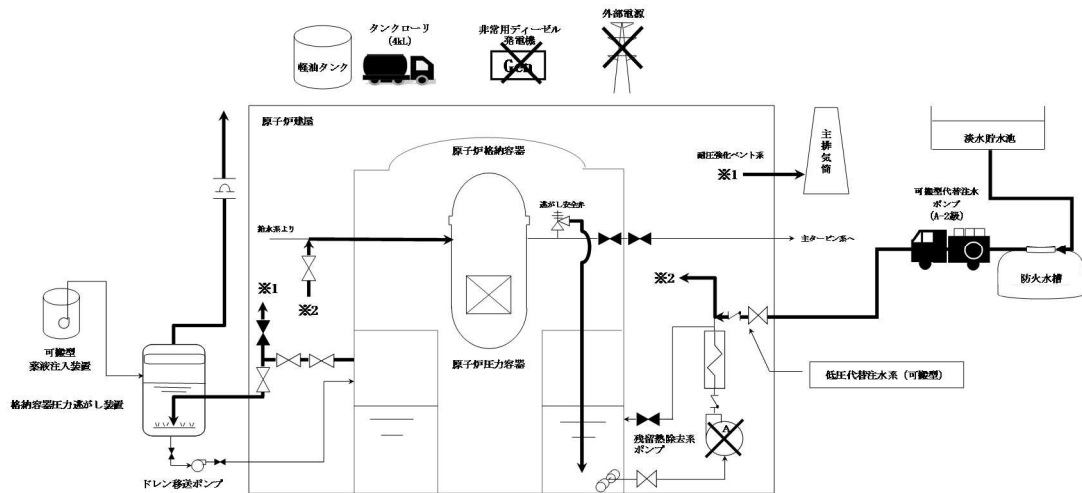 外部電源
タンクローリ
(4kL)
非常用ディーゼル
発電機
軽油タンク
Gen
原子炉建屋
原子炉格納容器
耐圧強化ベント系
※1
主排気筒
淡水貯水池
可搬型代替注水
ポンプ
(A-2級)
逃がし安全弁
給水系より
主タービン系へ
※2
防火水槽
※1
※2
可搬型
薬液注入装置
原子炉圧力容器
低圧代替注水系（可搬型）
格納容器圧力逃がし装置
A
残留熱除去系
ポンプ
ドレン移送ポンプ